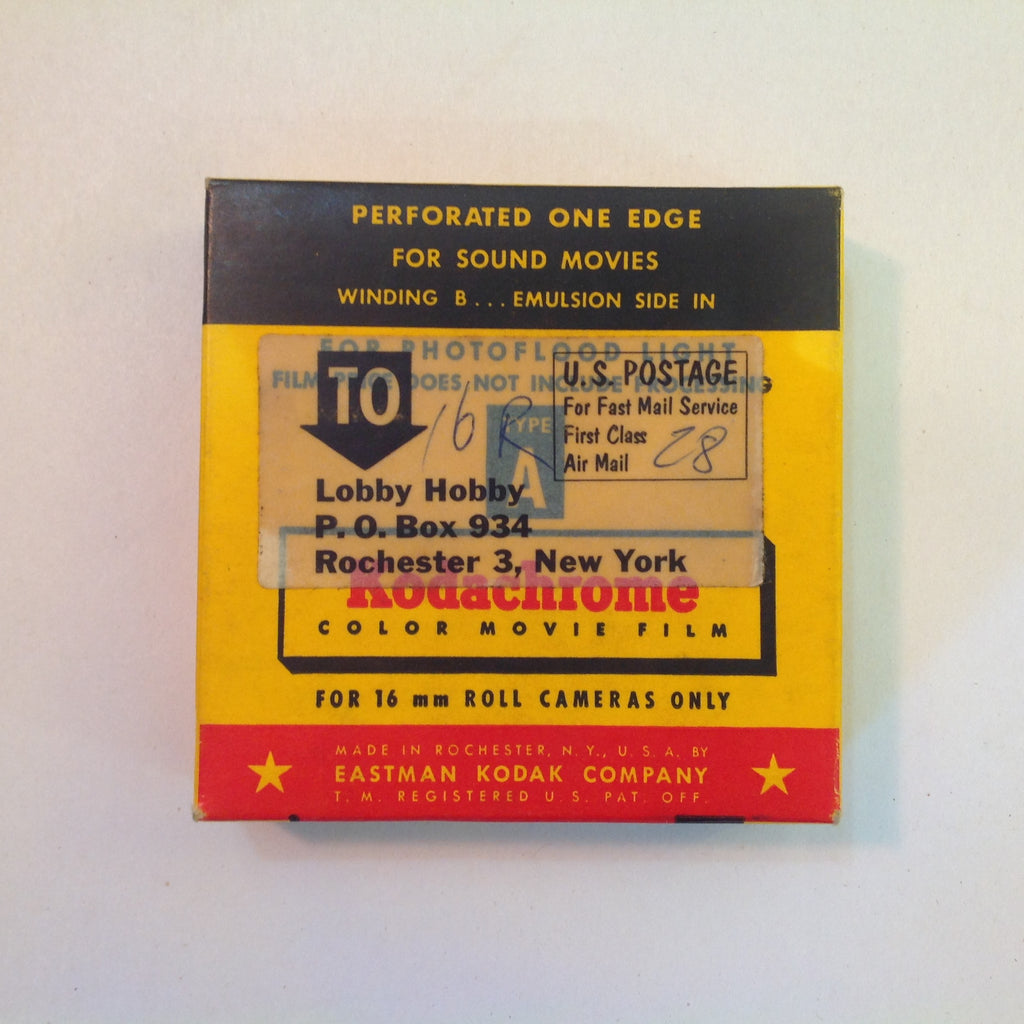 PERFORATED ONE EDGE
FOR SOUND MOVIES
WINDING B...EMULSION SIDE IN
FOR PHOTOFLOOD LIGHT
FILM PRICE DOES NOT INCLUDE PROCESSING
TO
16 R
U.S. POSTAGE
For Fast Mail Service
First Class
Air Mail 28
TYPE
A
Lobby Hobby
P. O. Box 934
Rochester 3, New York
Kodachrome
COLOR MOVIE FILM
FOR 16 mm ROLL CAMERAS ONLY
MADE IN ROCHESTER, N. Y., U. S. A. BY
EASTMAN KODAK COMPANY
T. M. REGISTERED U. S. PAT. OFF.